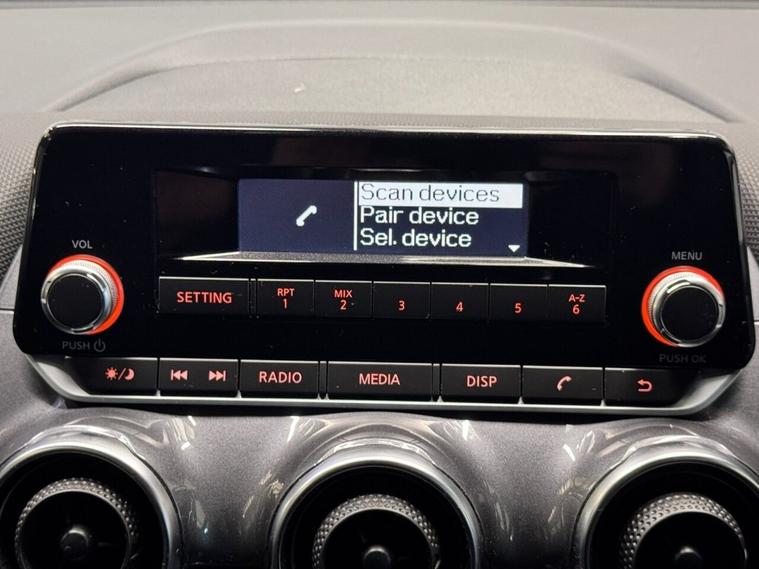 Scan devices
Pair device
Sel. device
VOL
MENU
SETTING
RPT
1
MIX
2
3
4
5
A-Z
6
PUSH
PUSH OK
RADIO
MEDIA
DISP